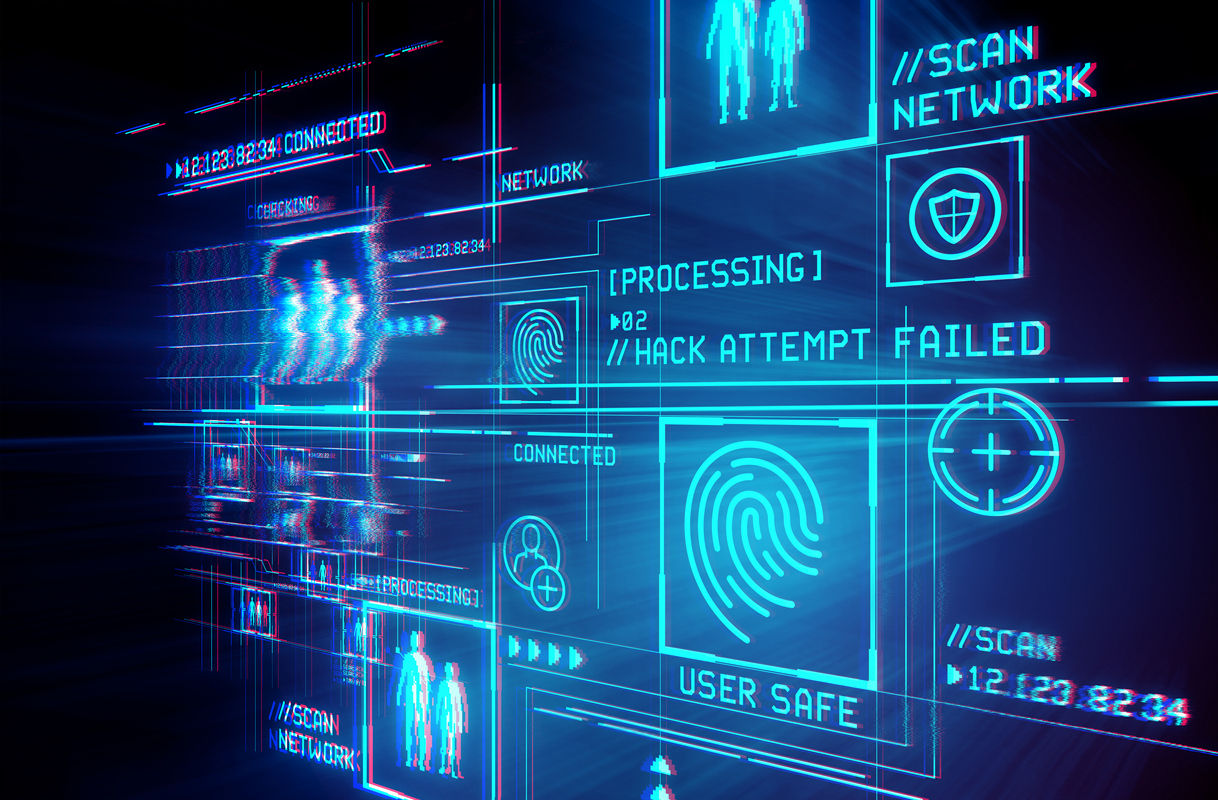 //SCAN
NETWORK
12.123.82.34 CONNECTED
NETWORK
CHECKING
12.123.82.34
[PROCESSING]
02
//HACK ATTEMPT FAILED
CONNECTED
[PROCESSING]
//SCAN
12.123.82.34
USER SAFE
//SCAN
NETWORK